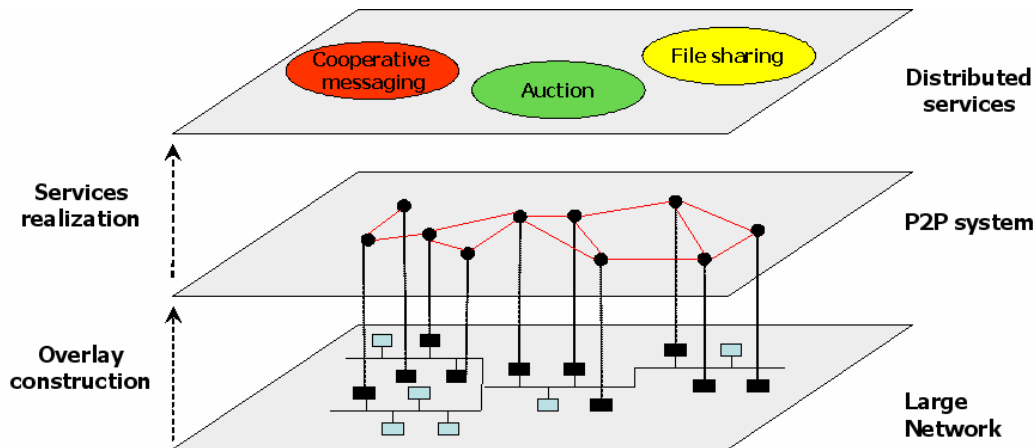 Cooperative
messaging
Auction
File sharing
Distributed
services
Services
realization
P2P system
Overlay
construction
Large
Network